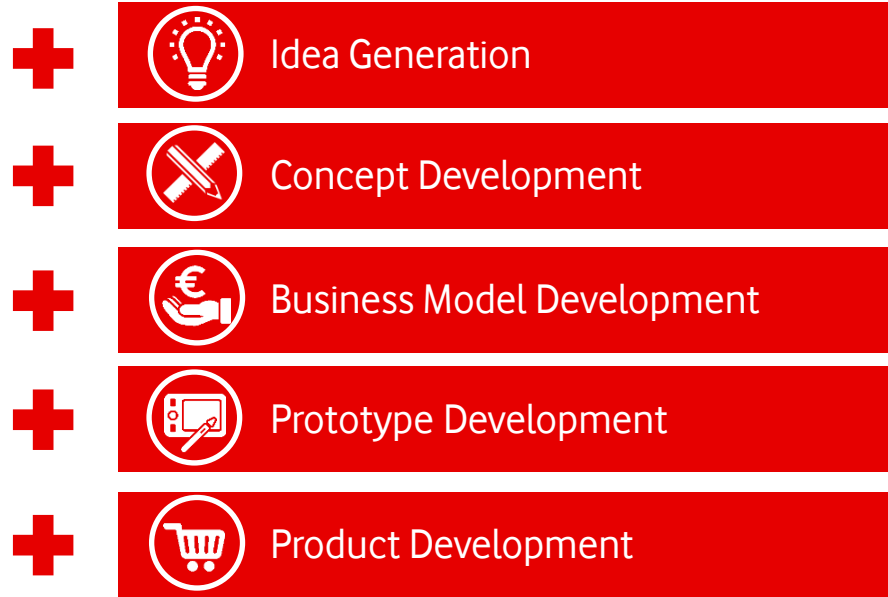 Idea Generation
Concept Development
Business Model Development
Prototype Development
Product Development